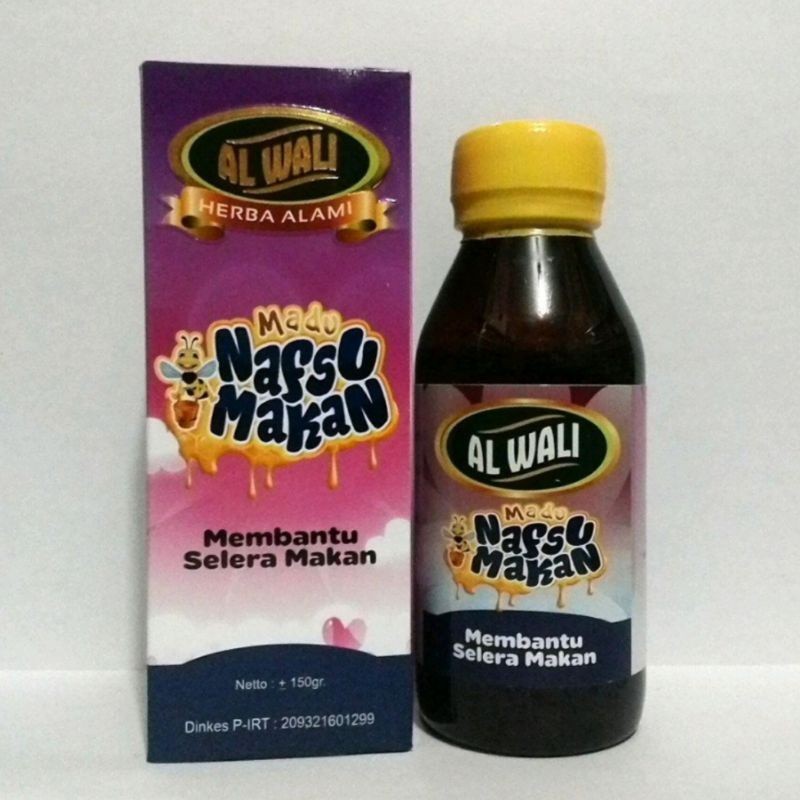 AL WALI
HERBA ALAMI
Madu
Nafsu
Makan
Membantu
Selera Makan
Netto : ± 150gr.
Dinkes P-IRT : 209321601299
AL WALI
Madu
Nafsu
Makan
Membantu
Selera Makan